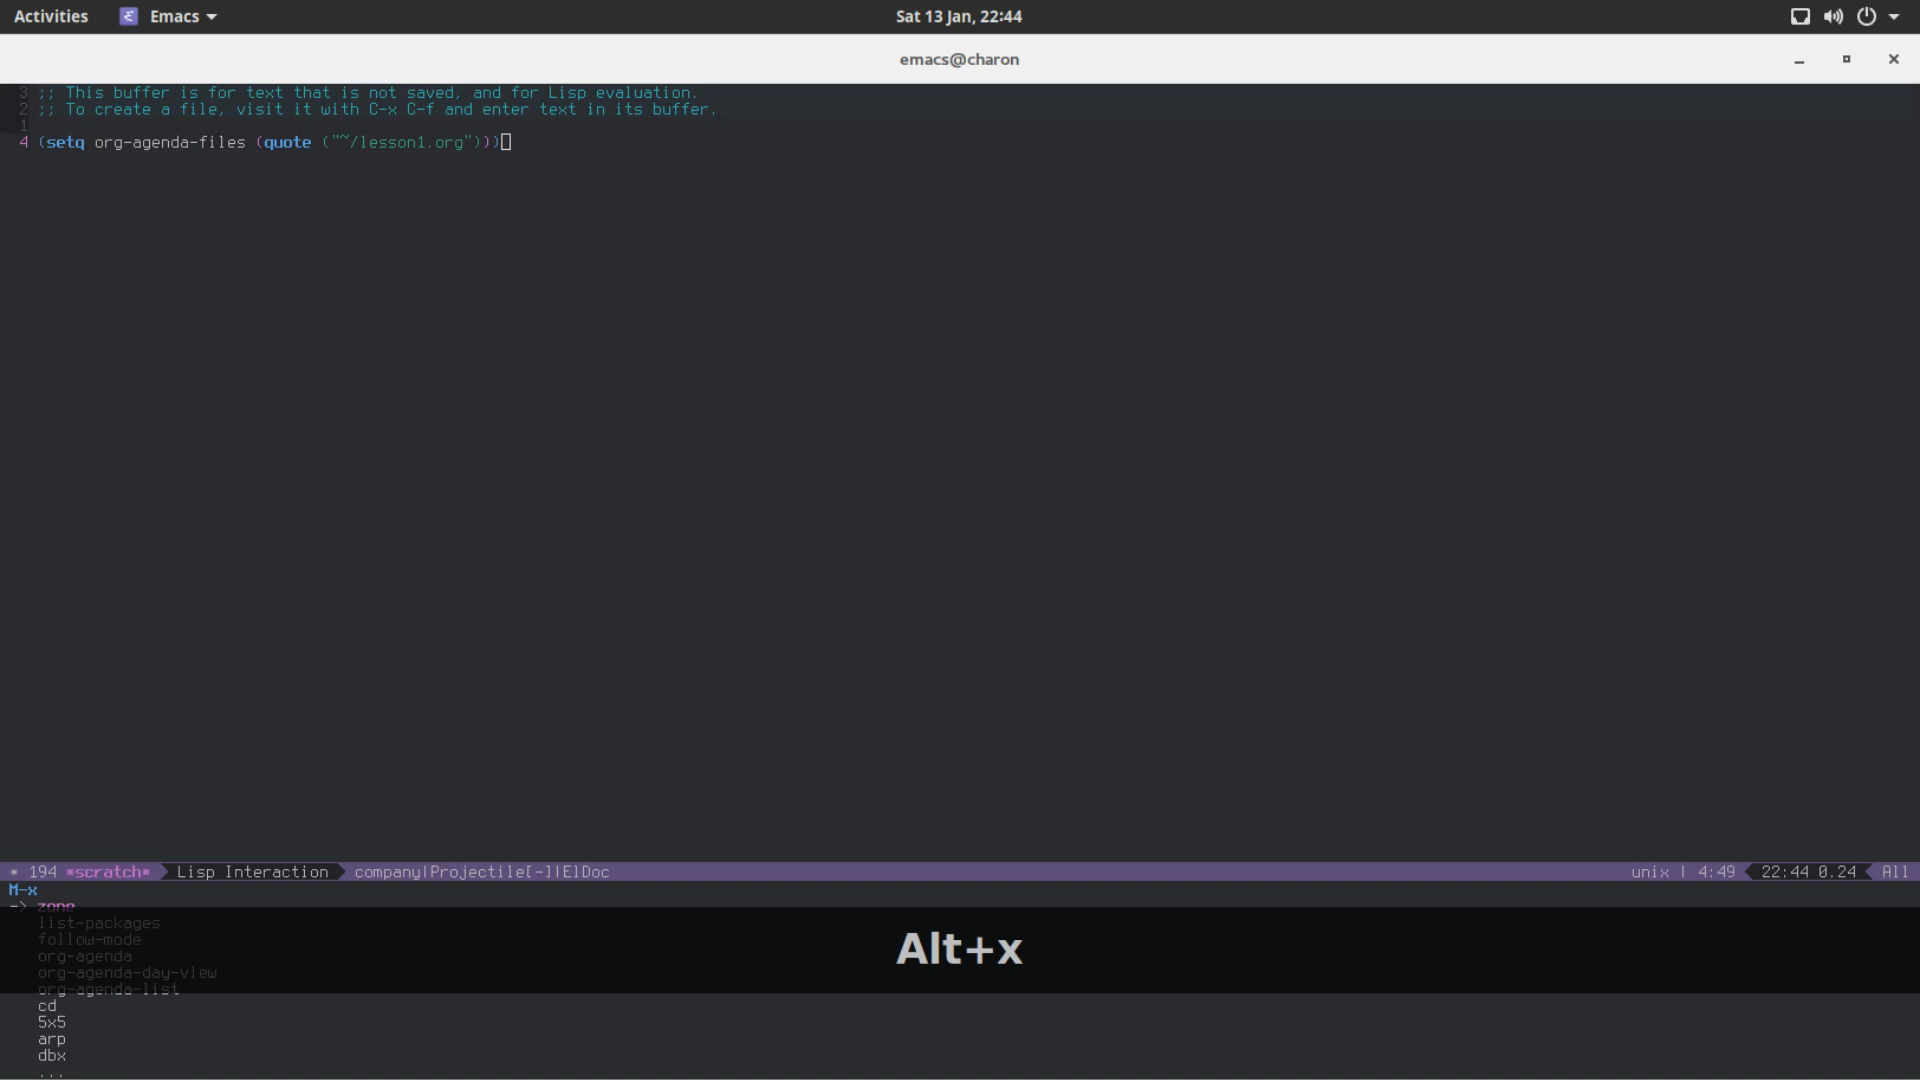 Activities Emacs Sat 13 Jan, 22:44
emacs@charon
3 ;; This buffer is for text that is not saved, and for Lisp evaluation.
2 ;; To create a file, visit it with C-x C-f and enter text in its buffer.
1
4 (setq org-agenda-files (quote ("~/lesson1.org")))
* 194 *scratch* Lisp Interaction company|Projectile[-]|ElDoc unix | 4:49 22:44 0.24 All
M-x
-> zone
list-packages
follow-mode
org-agenda
org-agenda-day-view
org-agenda-list
cd
5x5
arp
dbx
...
Alt+x